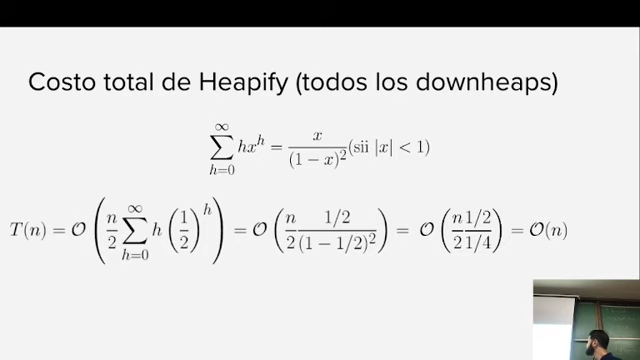 Costo total de Heapify (todos los downheaps)
∑_{h=0}^{∞} hx^h = x/(1 − x)^2 (sii |x| < 1)
T(n) = O(n/2 ∑_{h=0}^{∞} h (1/2)^h) = O(n/2 (1/2)/(1 − 1/2)^2) = O(n/2 (1/2)/(1/4)) = O(n)